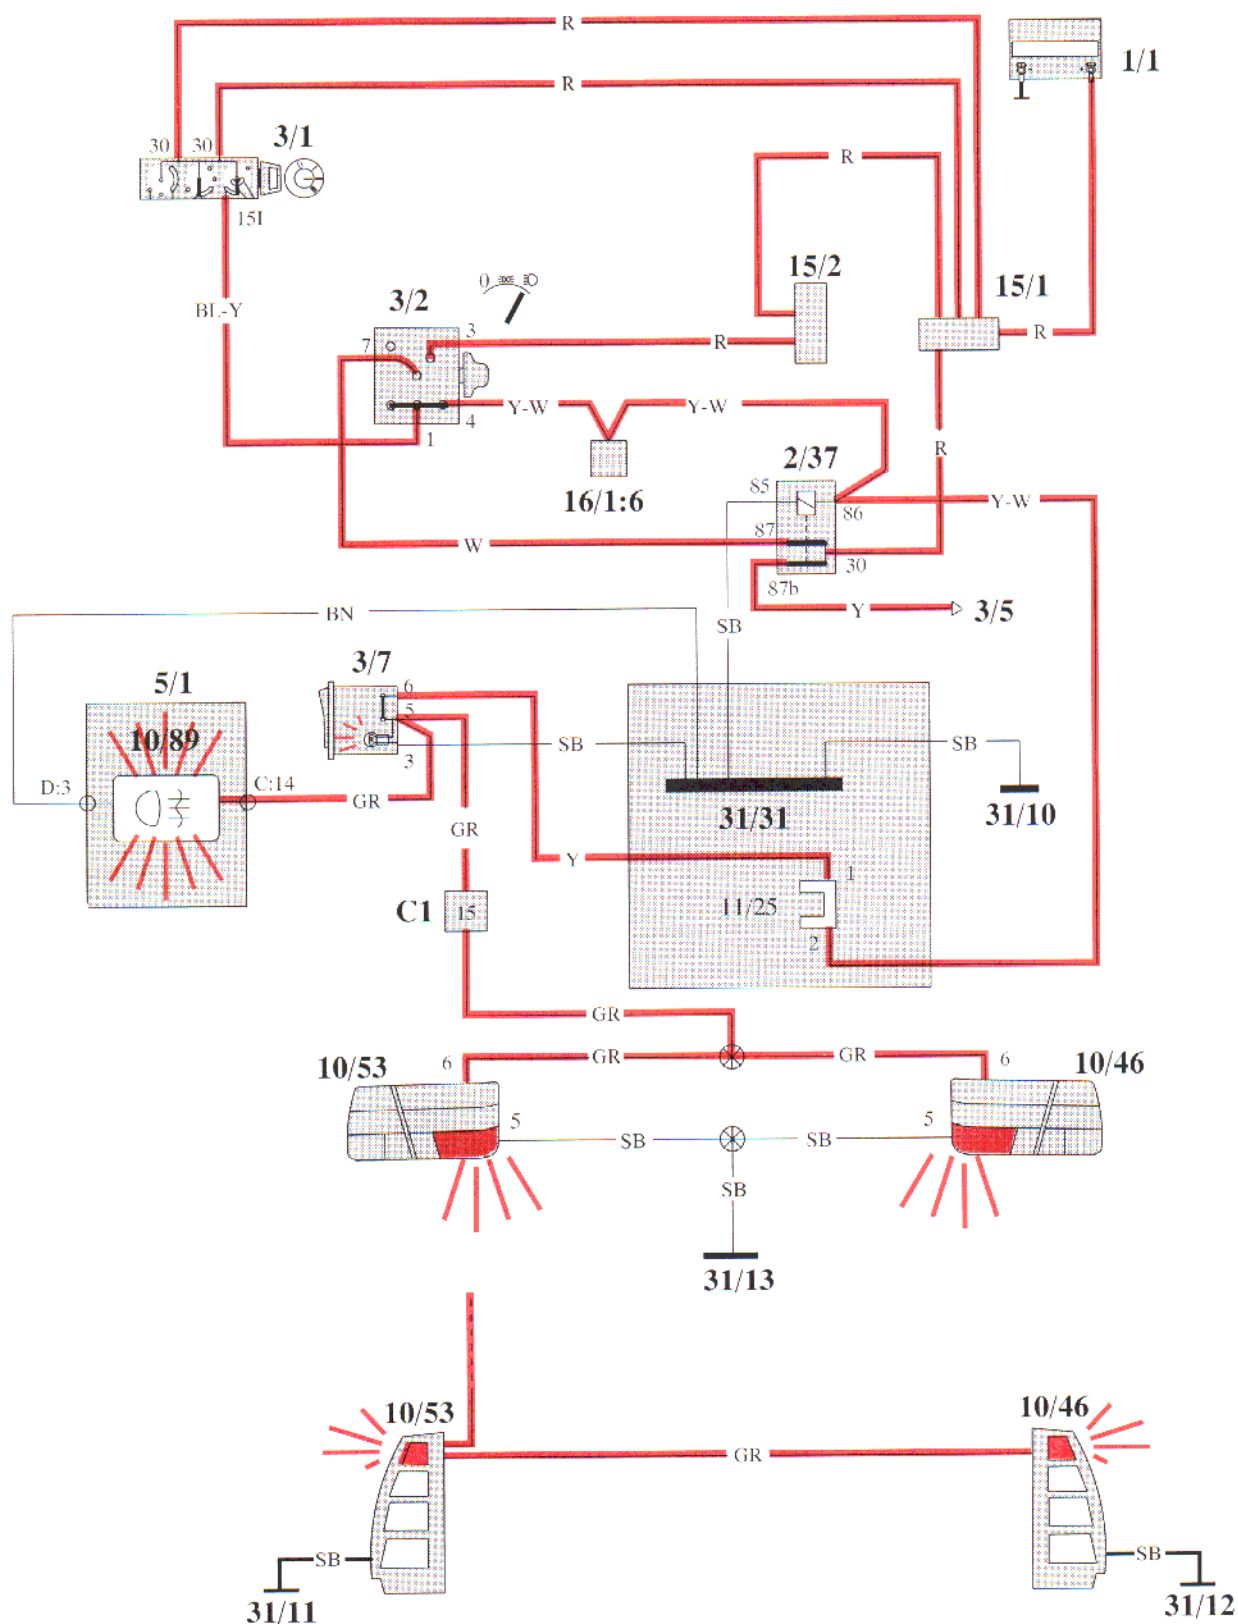 R
1/1
R
30 30 3/1
R
15I
15/2
15/1
BL-Y
0
3/2
3
R
R
7
4
Y-W
Y-W
1
R
2/37
16/1:6
85
86
Y-W
87
W
30
87b
Y
3/5
BN
SB
3/7
5/1
6
5
10/89
SB
SB
3
D:3
C:14
GR
31/31
31/10
GR
Y
1
C1
15
11/25
2
GR
10/53
6
GR
GR
6
10/46
5
SB
SB
5
SB
31/13
10/53
10/46
GR
SB
SB
31/11
31/12